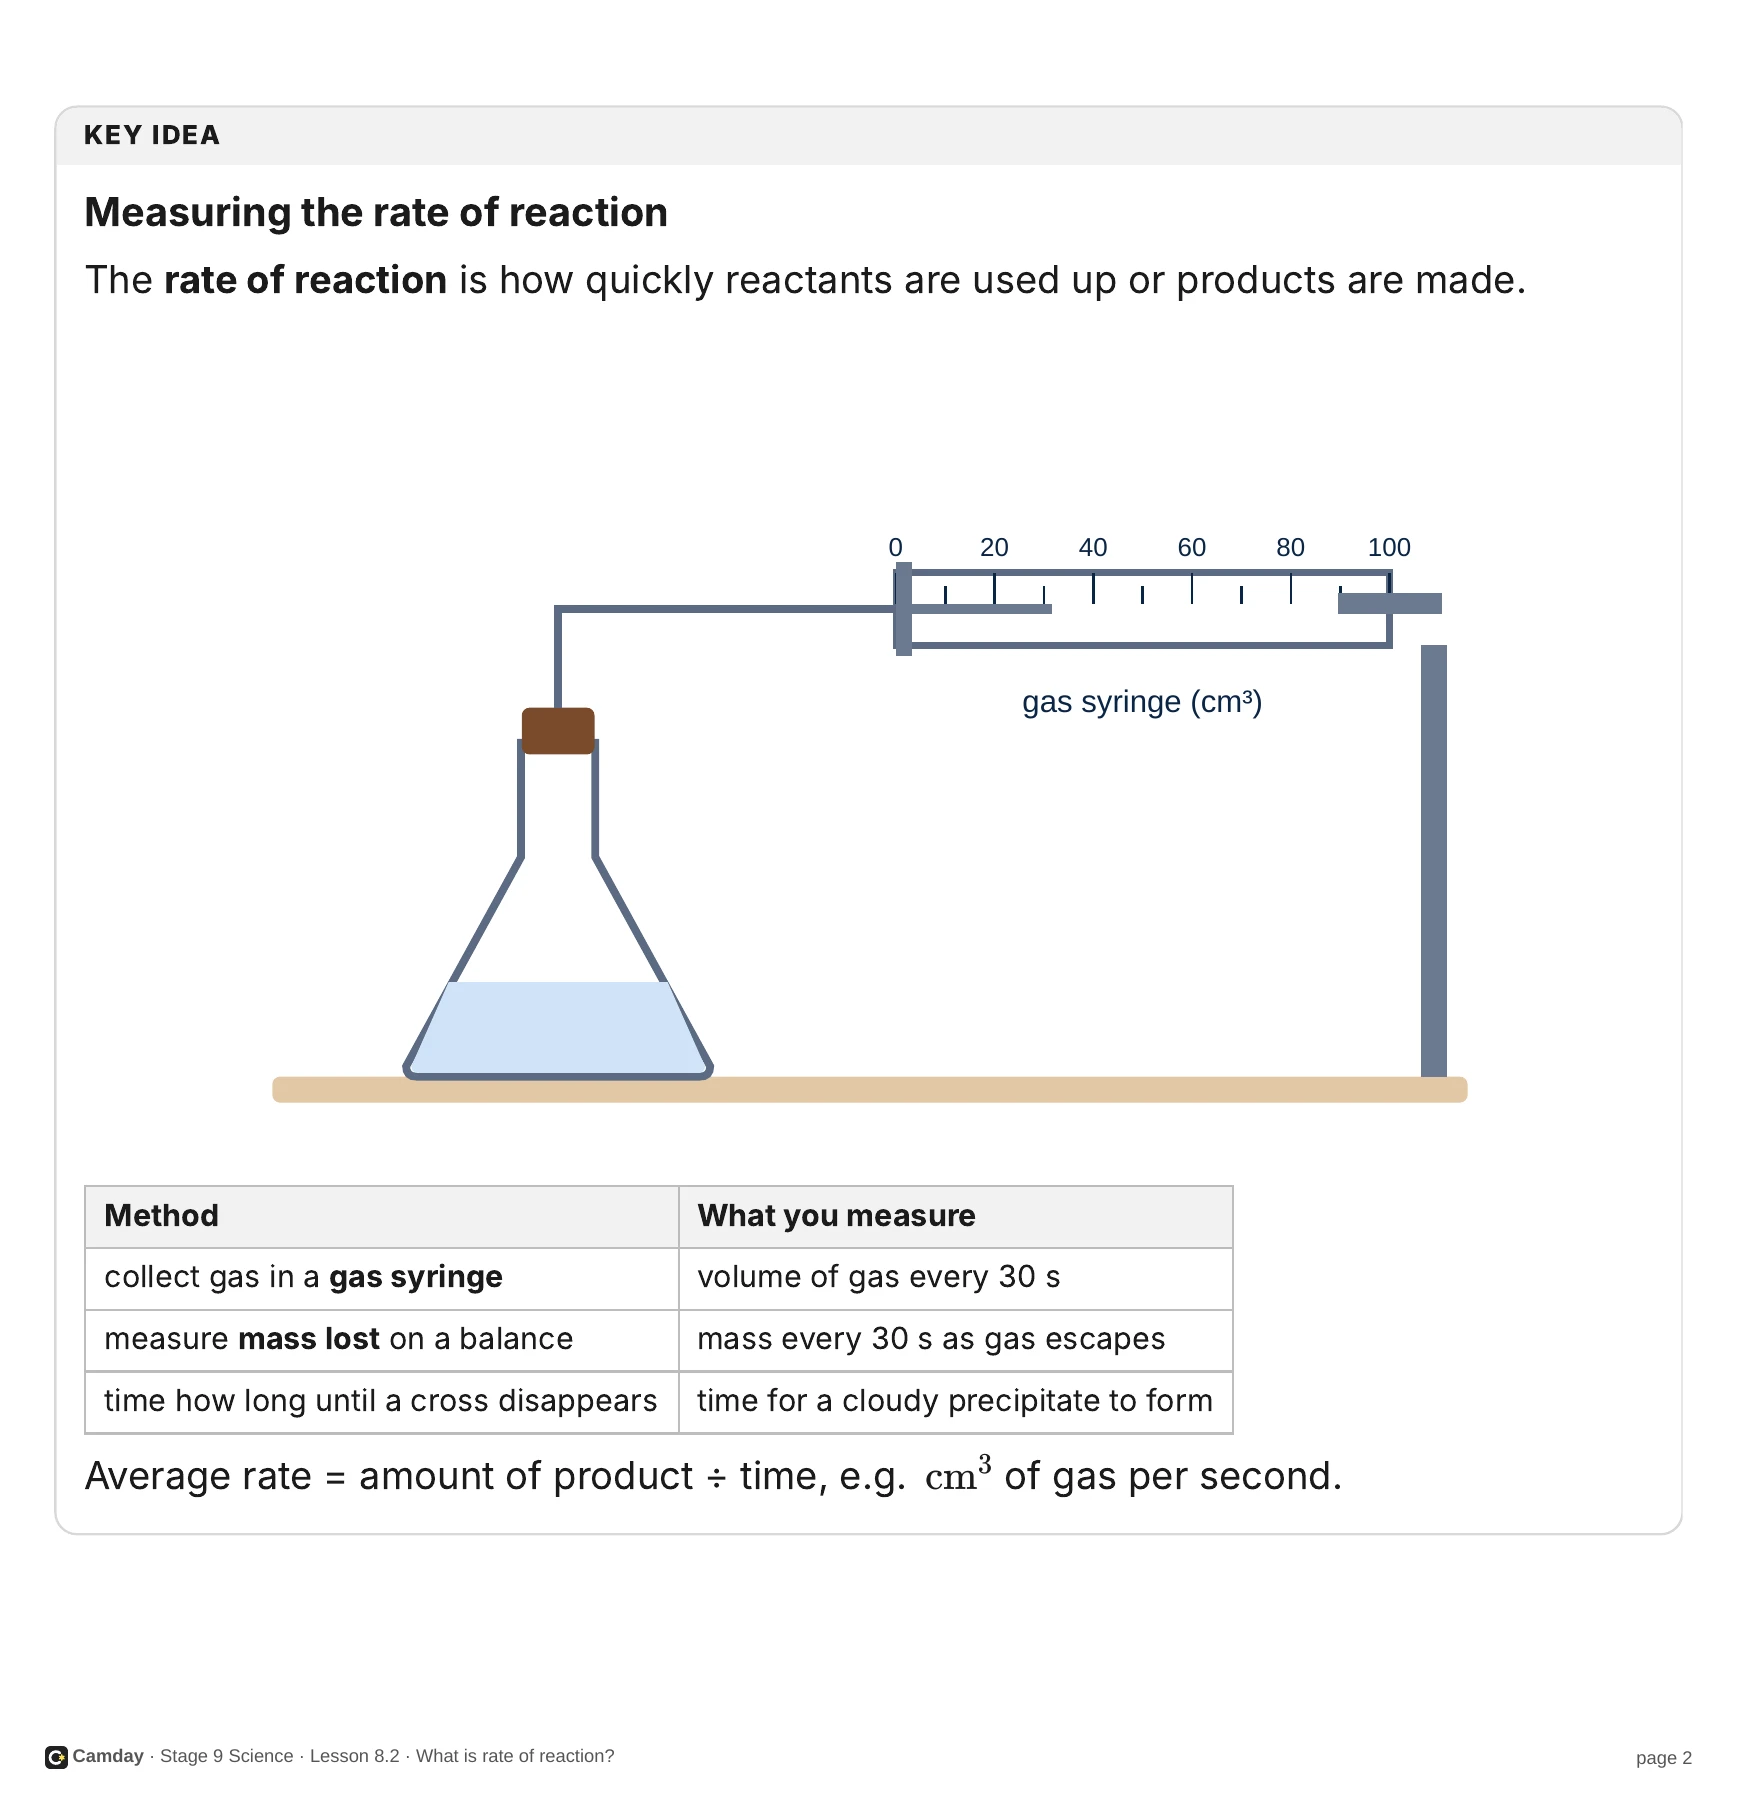 KEY IDEA
Measuring the rate of reaction
The rate of reaction is how quickly reactants are used up or products are made.
0 20 40 60 80 100
gas syringe (cm³)
Method What you measure
collect gas in a gas syringe volume of gas every 30 s
measure mass lost on a balance mass every 30 s as gas escapes
time how long until a cross disappears time for a cloudy precipitate to form
Average rate = amount of product ÷ time, e.g. cm³ of gas per second.
Camday · Stage 9 Science · Lesson 8.2 · What is rate of reaction? page 2